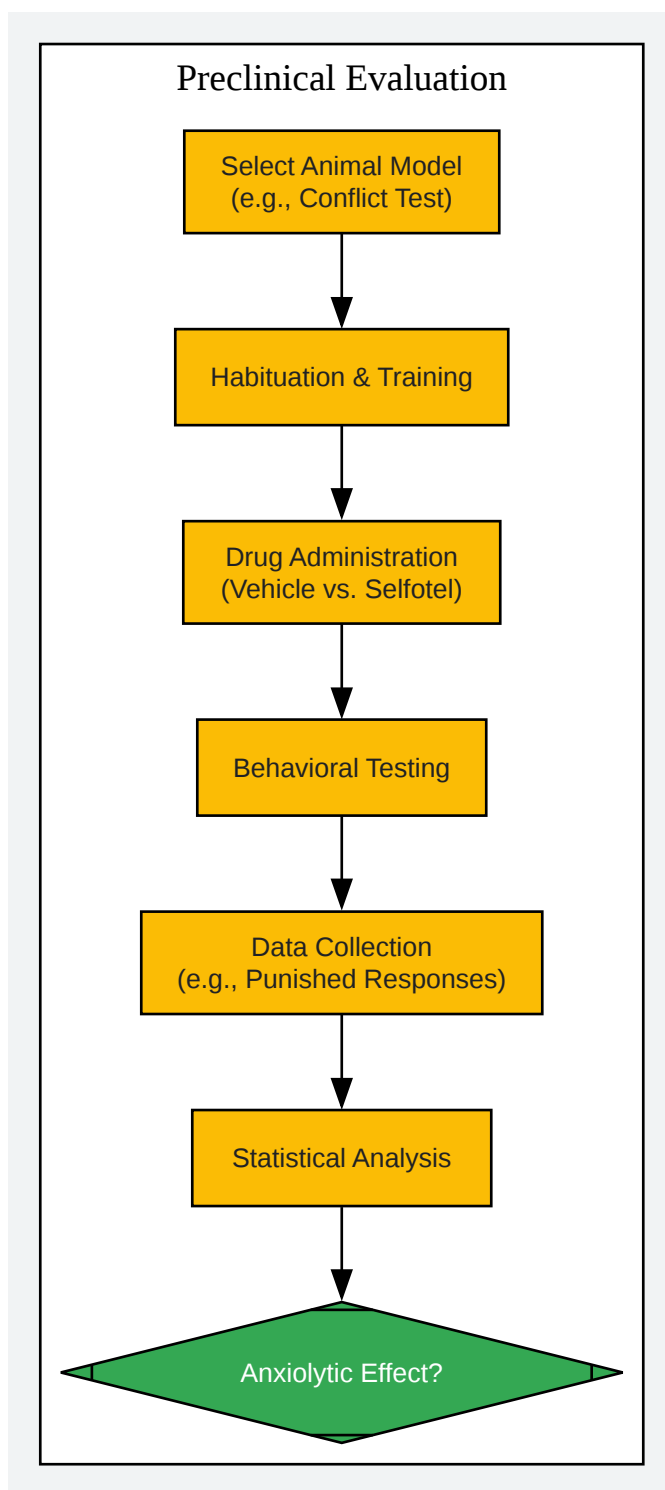 Preclinical Evaluation
Select Animal Model
(e.g., Conflict Test)
Habituation & Training
Drug Administration
(Vehicle vs. Selfotel)
Behavioral Testing
Data Collection
(e.g., Punished Responses)
Statistical Analysis
Anxiolytic Effect?